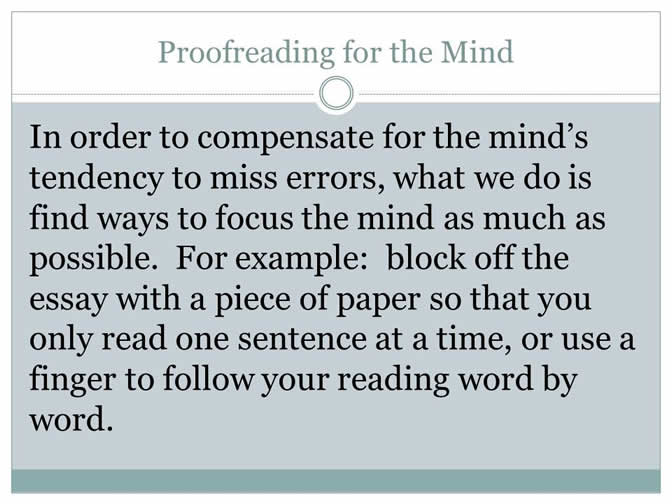 Proofreading for the Mind
In order to compensate for the mind’s
tendency to miss errors, what we do is
find ways to focus the mind as much as
possible.  For example:  block off the
essay with a piece of paper so that you
only read one sentence at a time, or use a
finger to follow your reading word by
word.